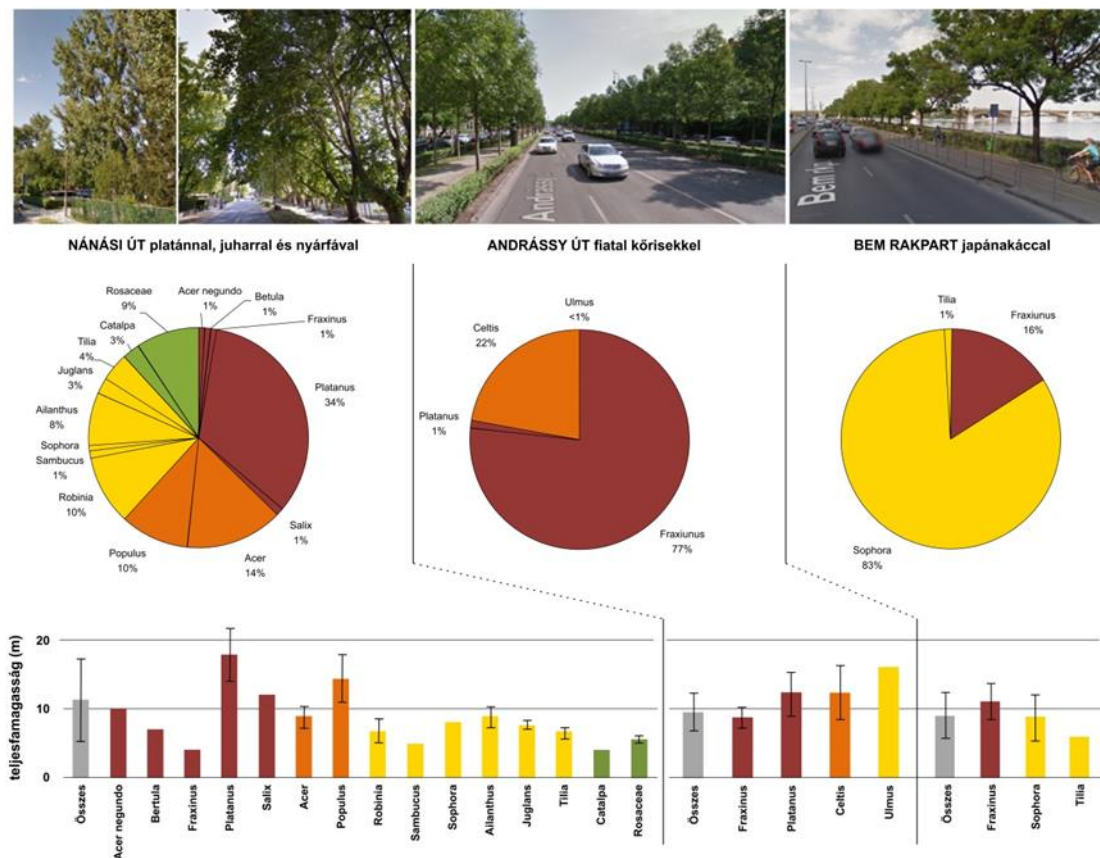 Andrássy
Bem r
NÁNÁSI ÚT platánnal, juharral és nyárfával
ANDRÁSSY ÚT fiatal kőrisekkel
BEM RAKPART japánakáccal
Rosaceae
9%
Acer negundo
1%
Betula
1%
Fraxinus
1%
Catalpa
3%
Tilia
4%
Juglans
3%
Platanus
34%
Ailanthus
8%
Sophora
Sambucus
1%
Robinia
10%
Populus
10%
Acer
14%
Salix
1%
Ulmus
<1%
Celtis
22%
Platanus
1%
Fraxiunus
77%
Tilia
1%
Fraxiunus
16%
Sophora
83%
teljesfamagasság (m)
20
10
0
Összes
Acer negundo
Bertula
Fraxinus
Platanus
Salix
Acer
Populus
Robinia
Sambucus
Sophora
Ailanthus
Juglans
Tilia
Catalpa
Rosaceae
Összes
Fraxinus
Platanus
Celtis
Ulmus
Összes
Fraxinus
Sophora
Tilia